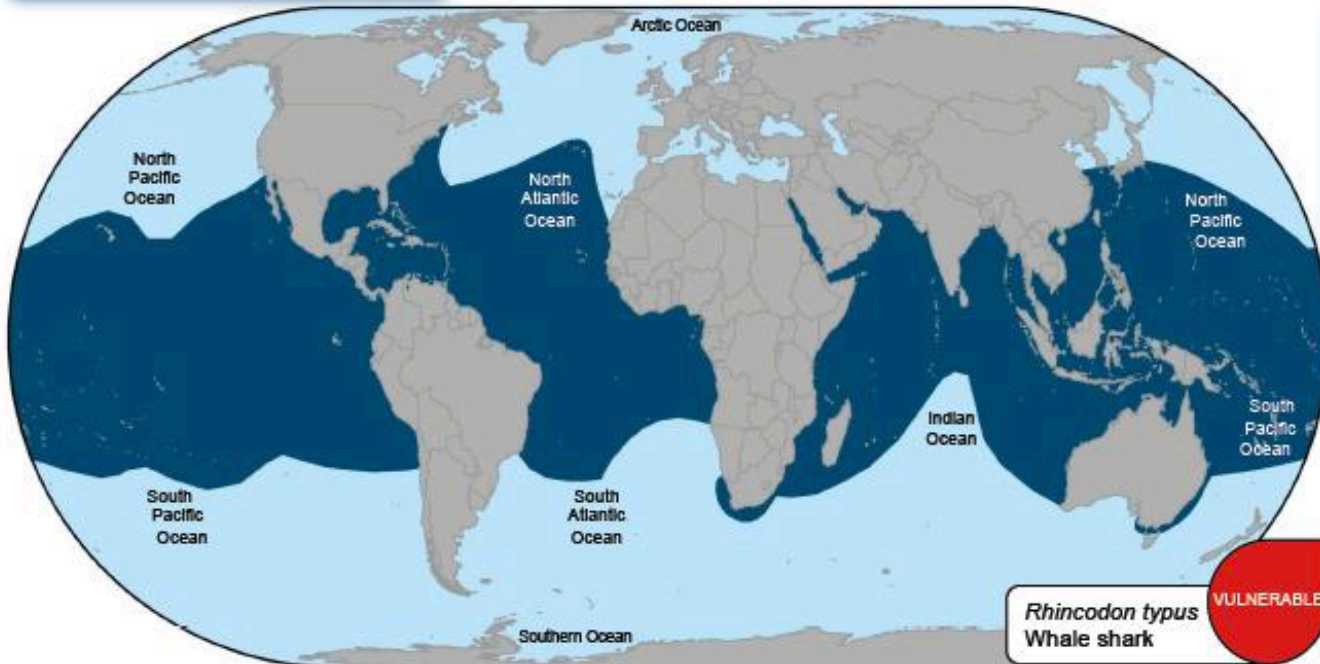 Arctic Ocean
North
Pacific
Ocean
North
Atlantic
Ocean
North
Pacific
Ocean
Indian
Ocean
South
Pacific
Ocean
South
Pacific
Ocean
South
Atlantic
Ocean
Southern Ocean
Rhincodon typus
Whale shark
VULNERABLE